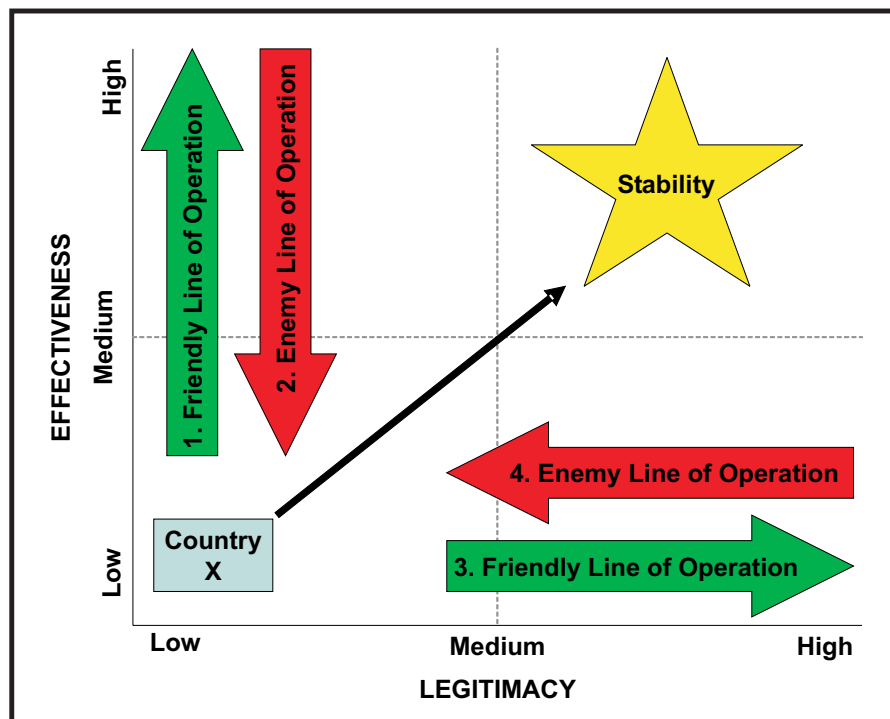 EFFECTIVENESS
High
Medium
Low
1. Friendly Line of Operation
2. Enemy Line of Operation
Stability
4. Enemy Line of Operation
3. Friendly Line of Operation
Country
X
Low
Medium
High
LEGITIMACY